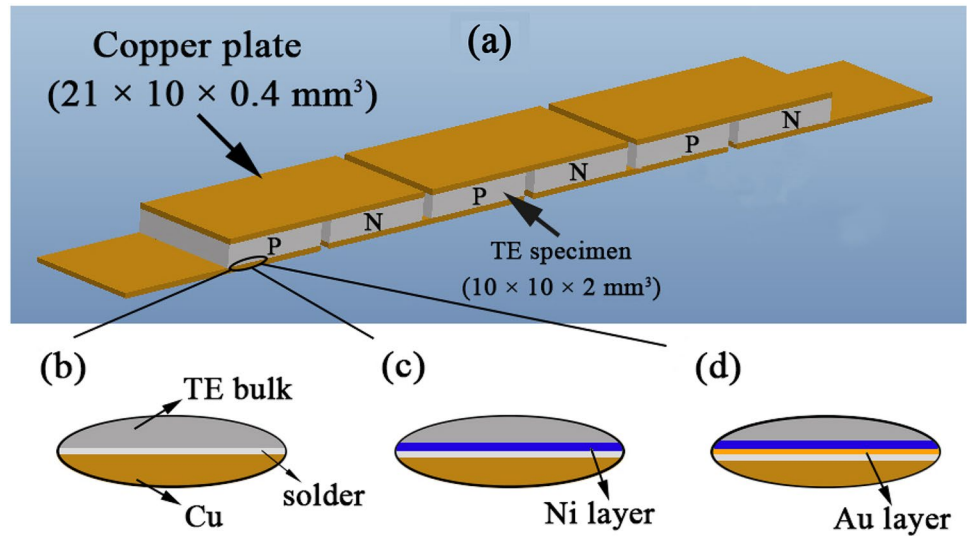 (a)
Copper plate
(21 × 10 × 0.4 mm³)
P
N
P
N
P
N
TE specimen
(10 × 10 × 2 mm³)
(b)
(c)
(d)
TE bulk
solder
Cu
Ni layer
Au layer